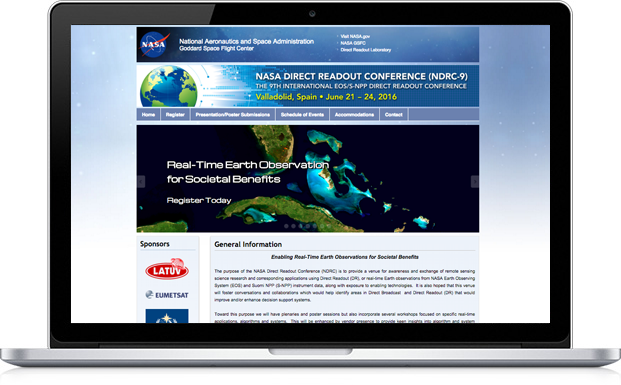 NASA
National Aeronautics and Space Administration
Goddard Space Flight Center
Visit NASA.gov
NASA GSFC
Direct Readout Laboratory
NASA DIRECT READOUT CONFERENCE (NDRC-9)
THE 9TH INTERNATIONAL EOS/S-NPP DIRECT READOUT CONFERENCE
Valladolid, Spain • June 21 – 24, 2016
Home Register Presentation/Poster Submissions Schedule of Events Accommodations Contact
Real-Time Earth Observation
for Societal Benefits
Register Today
Sponsors
LATUV
EUMETSAT
General Information
Enabling Real-Time Earth Observations for Societal Benefits
The purpose of the NASA Direct Readout Conference (NDRC) is to provide a venue for awareness and exchange of remote sensing
science research and corresponding applications using Direct Readout (DR), or real-time Earth observations from NASA Earth Observing
System (EOS) and Suomi NPP (S-NPP) instrument data, along with exposure to enabling technologies. It is also hoped that this venue
will foster conversations and collaborations which would help identify areas in Direct Broadcast and Direct Readout (DR) that would
improve and/or enhance decision support systems.
Toward this purpose we will have plenaries and poster sessions but also incorporate several workshops focused on specific real-time
applications, algorithms and systems. This will be enhanced by vendor presence to provide seen insights into algorithm and system